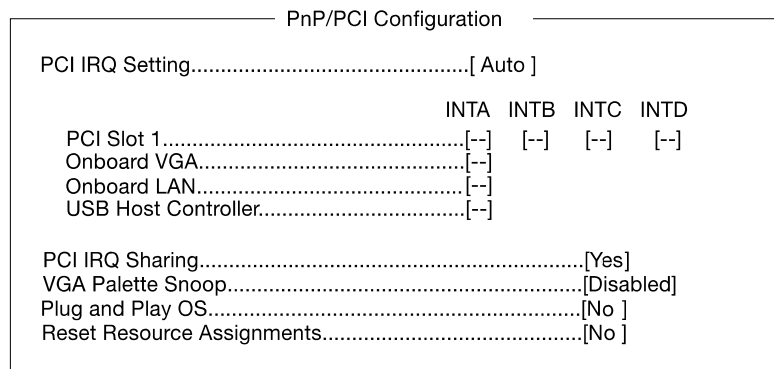 PnP/PCI Configuration
PCI IRQ Setting..............................................[ Auto ]
INTA INTB INTC INTD
PCI Slot 1..................................................[--] [--] [--] [--]
Onboard VGA............................................[--]
Onboard LAN............................................[--]
USB Host Controller..................................[--]
PCI IRQ Sharing...............................................................[Yes]
VGA Palette Snoop..........................................................[Disabled]
Plug and Play OS.............................................................[No ]
Reset Resource Assignments...........................................[No ]